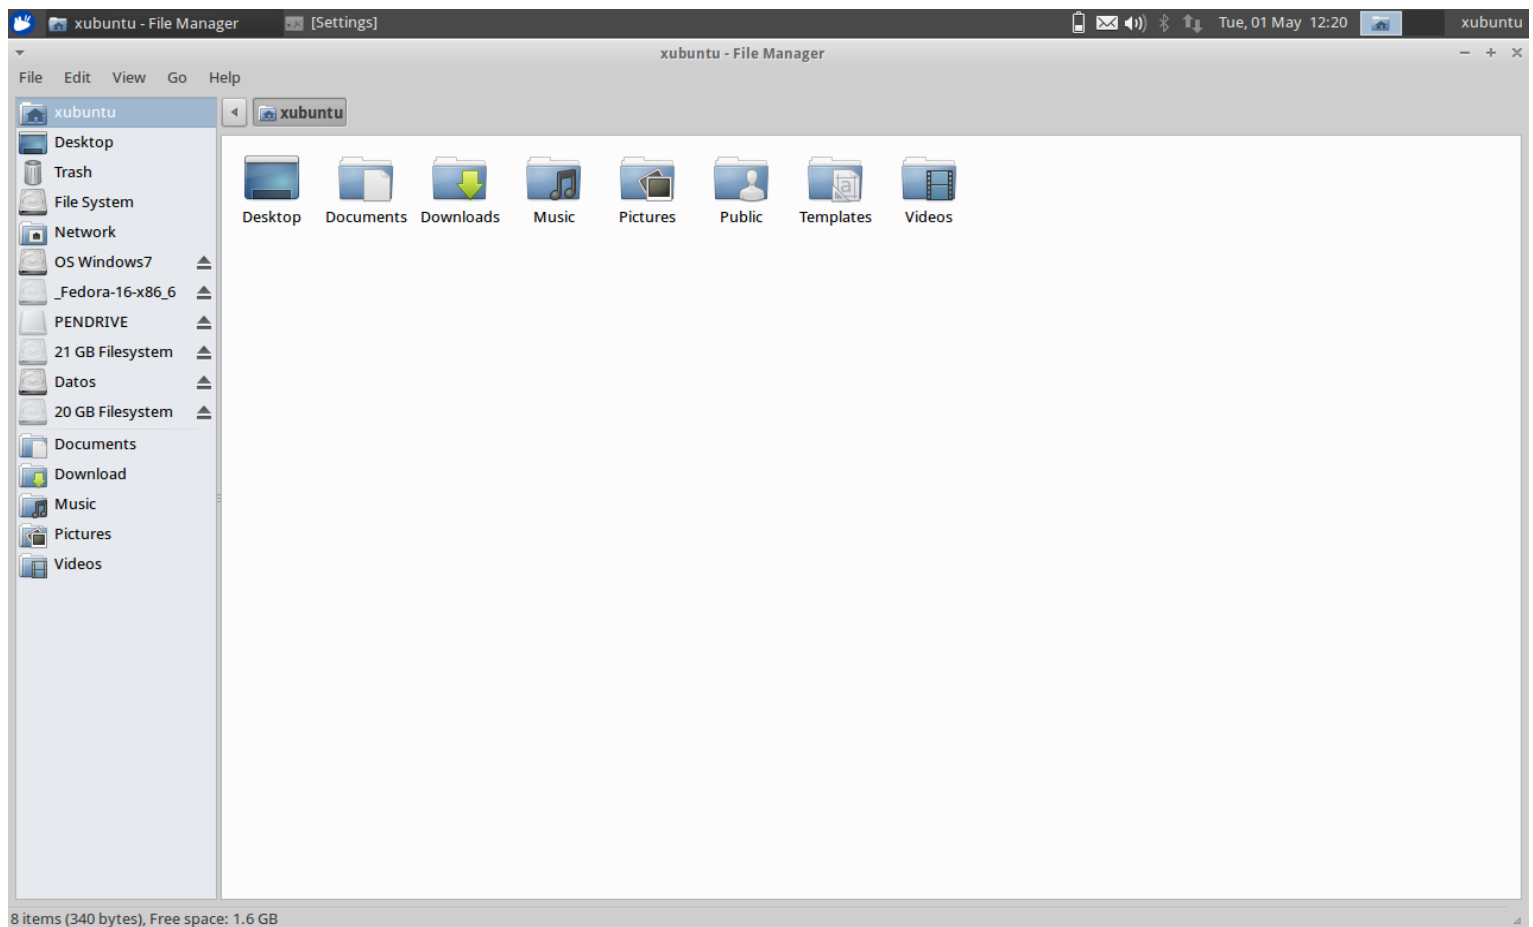 xubuntu - File Manager [Settings] Tue, 01 May 12:20 xubuntu
xubuntu - File Manager
File Edit View Go Help
xubuntu
Desktop
Trash
File System
Network
OS Windows7
_Fedora-16-x86_6
PENDRIVE
21 GB Filesystem
Datos
20 GB Filesystem
Documents
Download
Music
Pictures
Videos
xubuntu
Desktop Documents Downloads Music Pictures Public Templates Videos
8 items (340 bytes), Free space: 1.6 GB